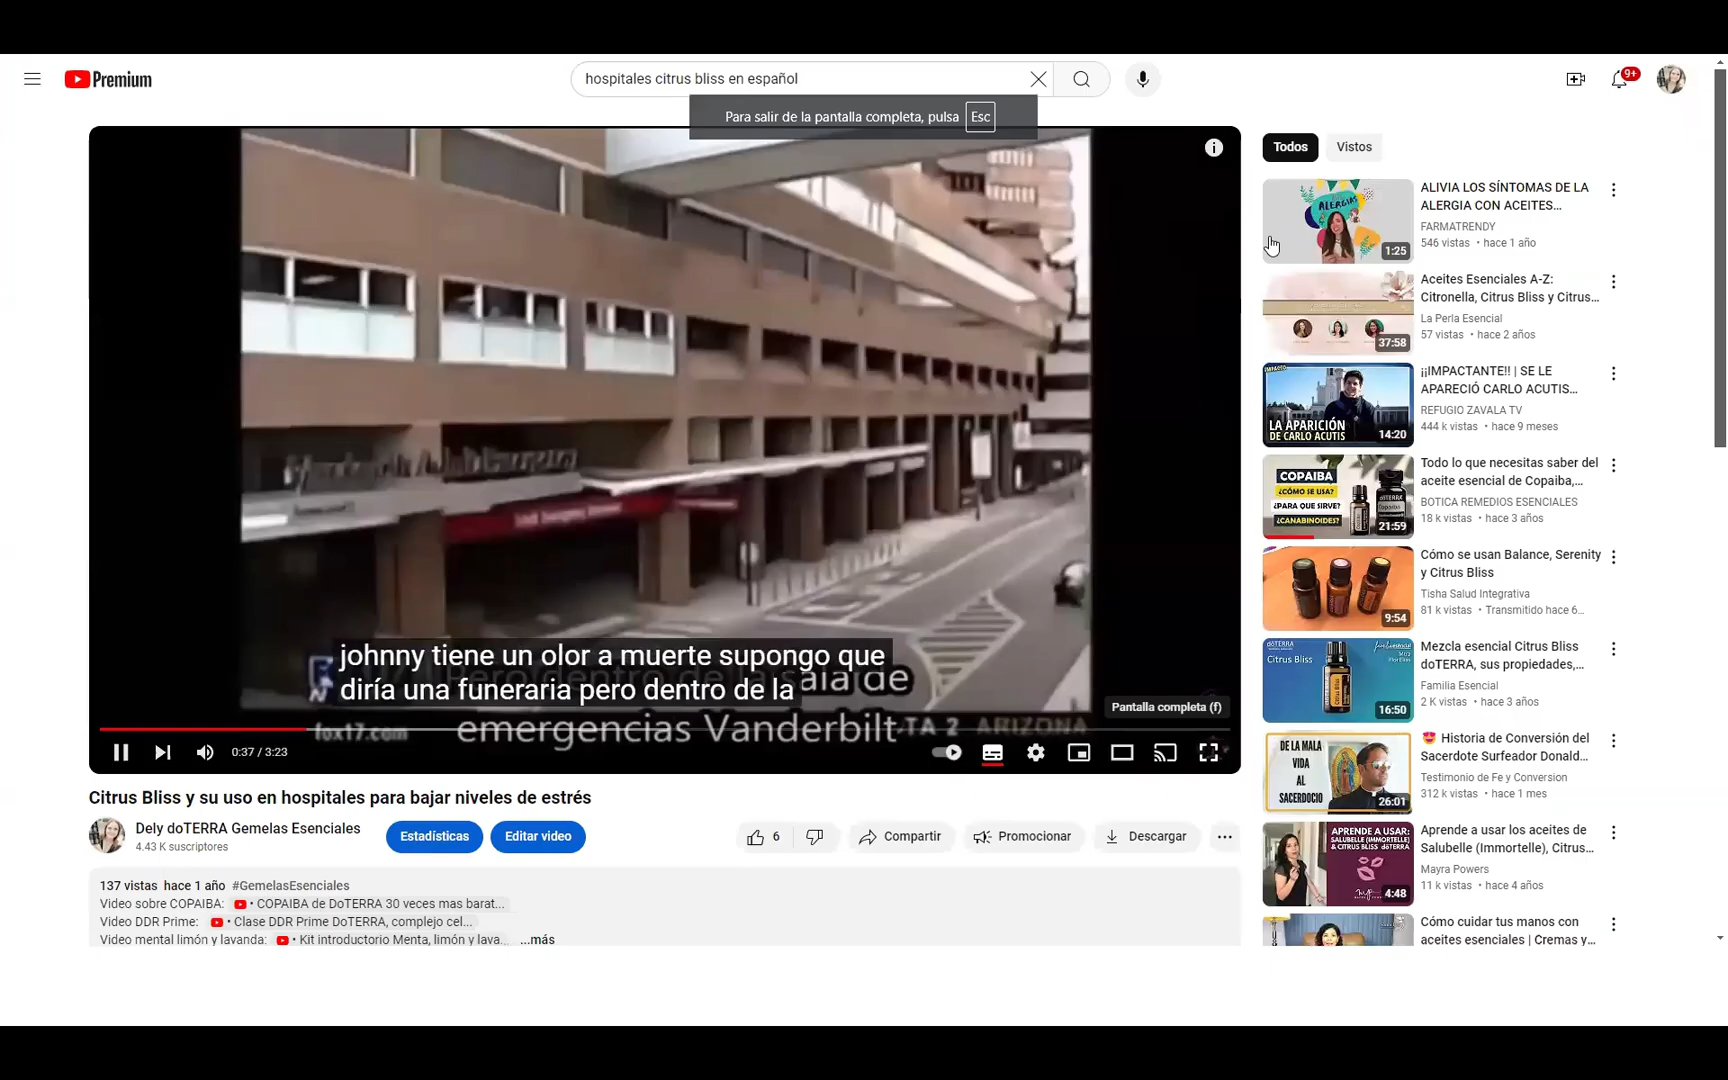 Premium
hospitales citrus bliss en español
9+
Para salir de la pantalla completa, pulsa Esc
johnny tiene un olor a muerte supongo que
diría una funeraria pero dentro de la
sala de
emergencias Vanderbilt
fox17.com
TA 2 ARIZONA
Pantalla completa (f)
0:37 / 3:23
Citrus Bliss y su uso en hospitales para bajar niveles de estrés
Dely doTERRA Gemelas Esenciales
4.43 K suscriptores
Estadísticas
Editar video
6
Compartir
Promocionar
Descargar
137 vistas hace 1 año #GemelasEsenciales
Video sobre COPAIBA: • COPAIBA de DoTERRA 30 veces mas barat...
Video DDR Prime: • Clase DDR Prime DoTERRA, complejo cel...
Video mental limón y lavanda: • Kit introductorio Menta, limón y lava... ...más
Todos
Vistos
ALERGIAS
1:25
ALIVIA LOS SÍNTOMAS DE LA
ALERGIA CON ACEITES...
FARMATRENDY
546 vistas • hace 1 año
37:58
Aceites Esenciales A-Z:
Citronella, Citrus Bliss y Citrus...
La Perla Esencial
57 vistas • hace 2 años
IMPACTO
LA APARICIÓN
DE CARLO ACUTIS
14:20
¡¡IMPACTANTE!! | SE LE
APARECIÓ CARLO ACUTIS...
REFUGIO ZAVALA TV
444 k vistas • hace 9 meses
COPAIBA
¿CÓMO SE USA?
¿PARA QUE SIRVE?
¿CANABINOIDES?
21:59
Todo lo que necesitas saber del
aceite esencial de Copaiba,...
BOTICA REMEDIOS ESENCIALES
18 k vistas • hace 3 años
9:54
Cómo se usan Balance, Serenity
y Citrus Bliss
Tisha Salud Integrativa
81 k vistas • Transmitido hace 6...
dōTERRA
Citrus Bliss
16:50
Mezcla esencial Citrus Bliss
doTERRA, sus propiedades,...
Familia Esencial
2 K vistas • hace 3 años
DE LA MALA
VIDA
AL
SACERDOCIO
26:01
😍 Historia de Conversión del
Sacerdote Surfeador Donald...
Testimonio de Fe y Conversion
312 k vistas • hace 1 mes
APRENDE A USAR:
SALUBELLE (IMMORTELLE)
& CITRUS BLISS dōTERRA
4:48
Aprende a usar los aceites de
Salubelle (Immortelle), Citrus...
Mayra Powers
11 k vistas • hace 4 años
Cómo cuidar tus manos con
aceites esenciales | Cremas y...